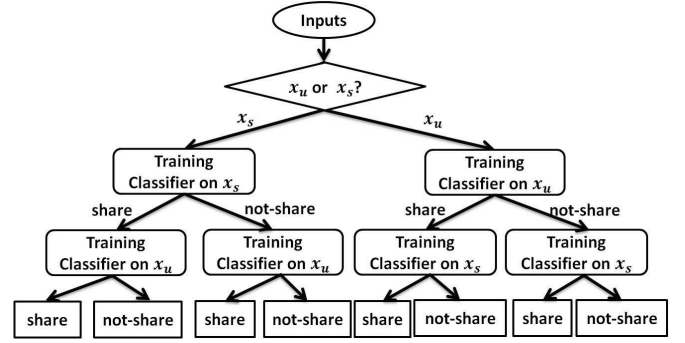 Inputs
x_u or x_s?
x_s
x_u
Training
Classifier on x_s
Training
Classifier on x_u
share
not-share
share
not-share
Training
Classifier on x_u
Training
Classifier on x_u
Training
Classifier on x_s
Training
Classifier on x_s
share
not-share
share
not-share
share
not-share
share
not-share